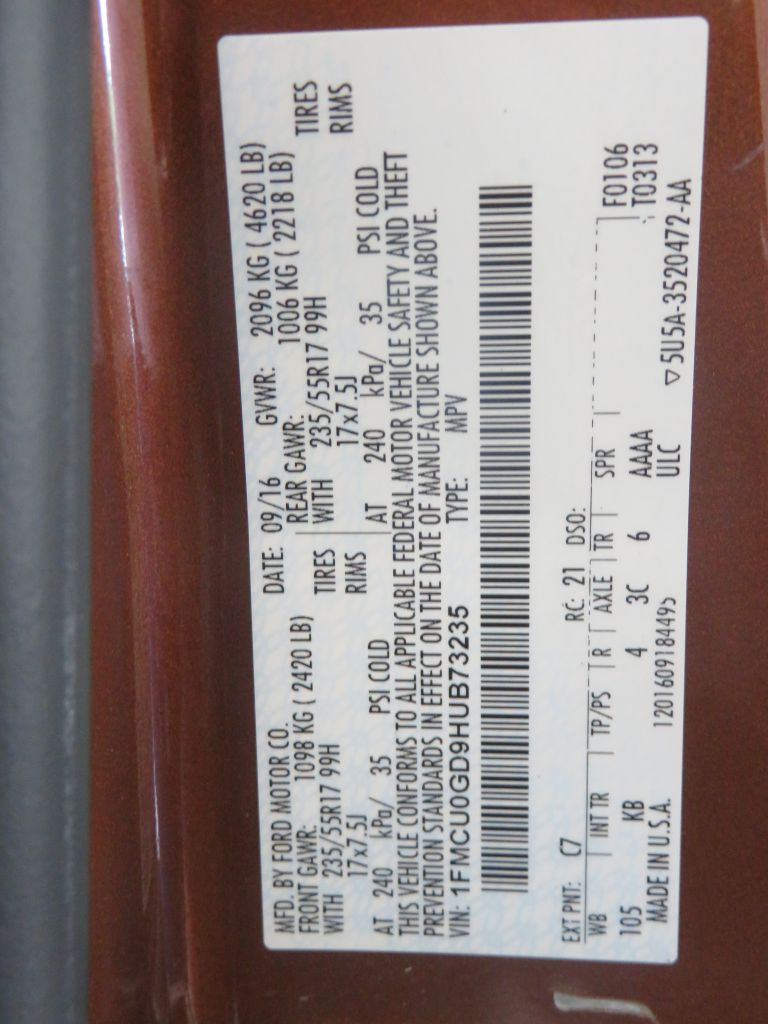 MFD. BY FORD MOTOR CO. DATE: 09/16 GVWR: 2096 KG ( 4620 LB)
FRONT GAWR: 1098 KG ( 2420 LB) REAR GAWR: 1006 KG ( 2218 LB)
WITH 235/55R17 99H TIRES WITH 235/55R17 99H TIRES
17x7.5J RIMS 17x7.5J RIMS
AT 240 kPa/ 35 PSI COLD AT 240 kPa/ 35 PSI COLD
THIS VEHICLE CONFORMS TO ALL APPLICABLE FEDERAL MOTOR VEHICLE SAFETY AND THEFT
PREVENTION STANDARDS IN EFFECT ON THE DATE OF MANUFACTURE SHOWN ABOVE.
VIN: 1FMCU0GD9HUB73235 TYPE: MPV
EXT PNT: C7 RC: 21 DSO:
WB INT TR TP/PS R AXLE TR SPR F0106
105 KB 4 3C 6 AAAA T0313
MADE IN U.S.A. 1201609184495 ULC
▽5U5A-3520472-AA